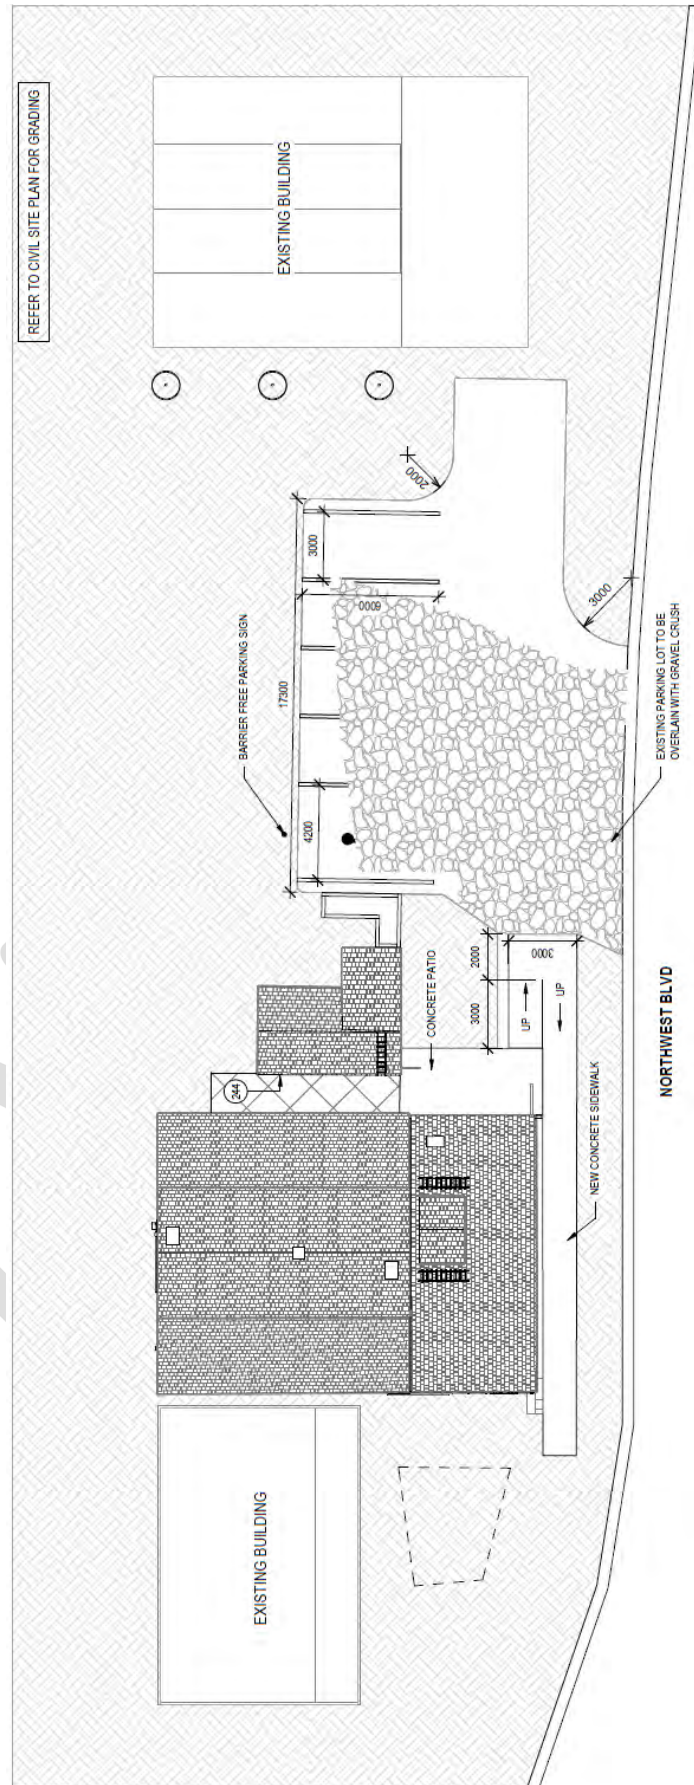 REFER TO CIVIL SITE PLAN FOR GRADING
EXISTING BUILDING
2000
3000
3000
6000
17300
BARRIER FREE PARKING SIGN
4200
EXISTING PARKING LOT TO BE
OVERLAIN WITH GRAVEL CRUSH
CONCRETE PATIO
2000
3000
3000
UP
UP
244
NEW CONCRETE SIDEWALK
NORTHWEST BLVD
EXISTING BUILDING